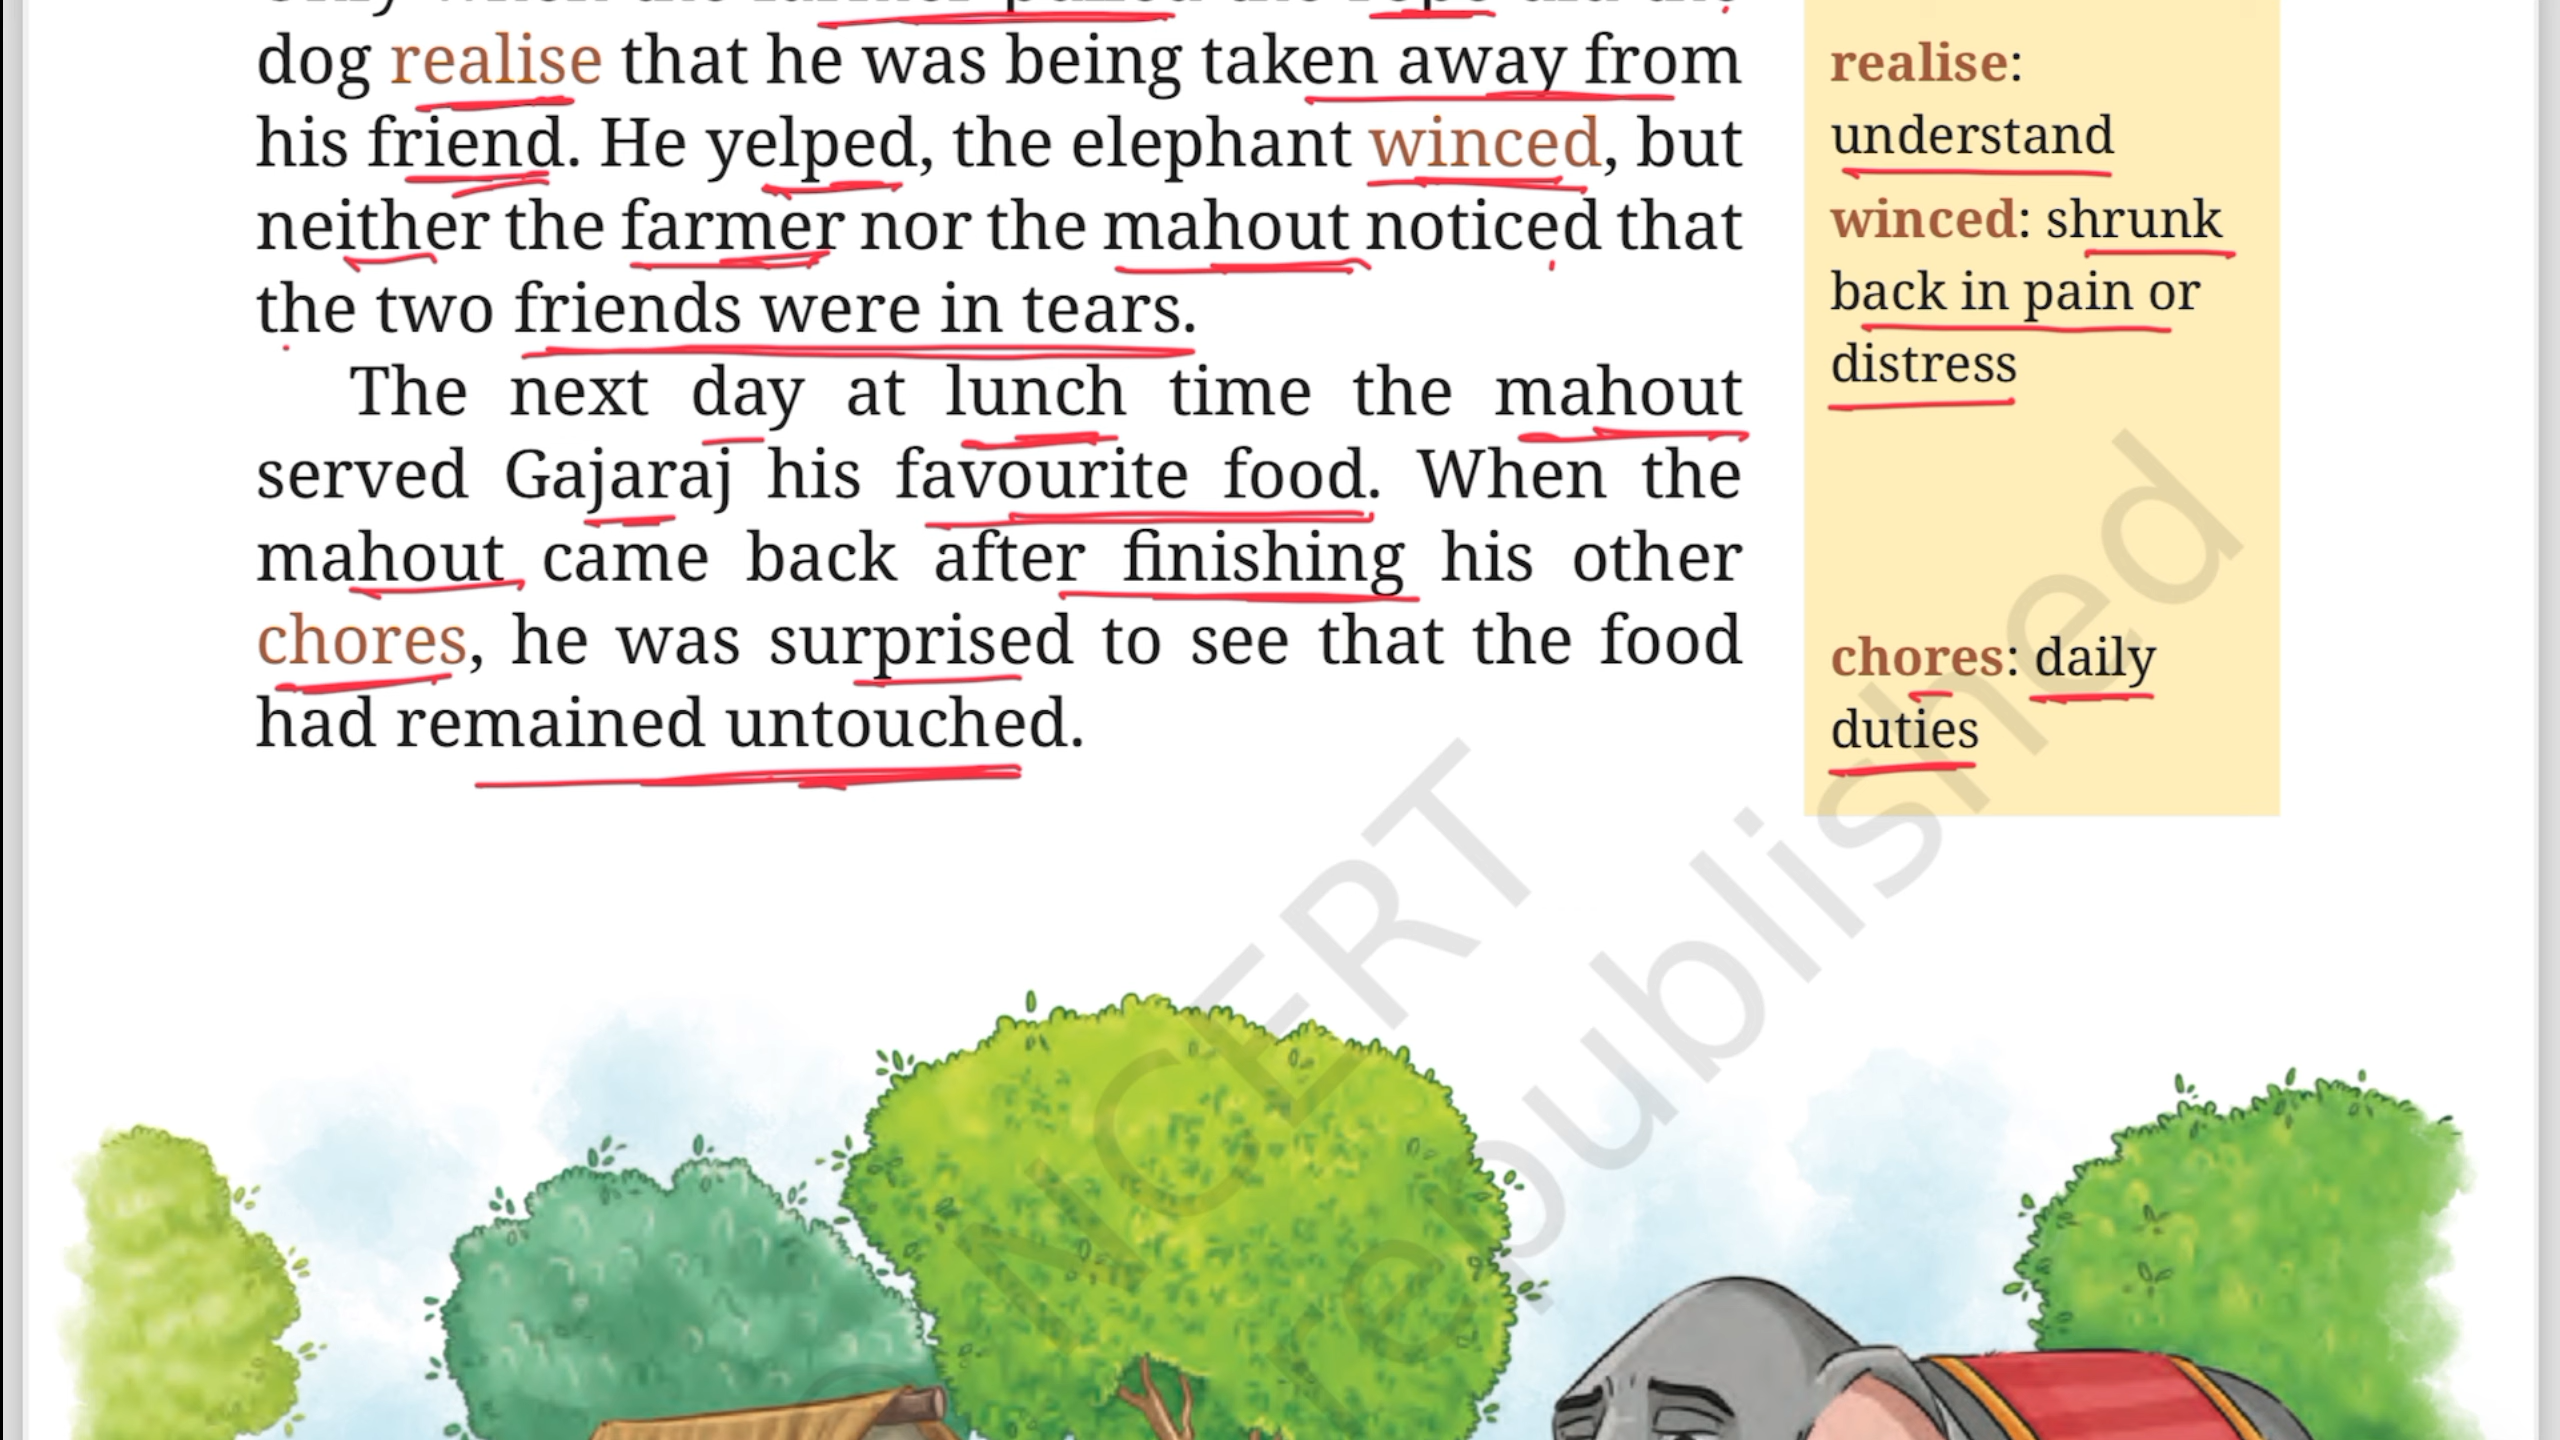 dog realise that he was being taken away from
his friend. He yelped, the elephant winced, but
neither the farmer nor the mahout noticed that
the two friends were in tears.
The next day at lunch time the mahout
served Gajaraj his favourite food. When the
mahout came back after finishing his other
chores, he was surprised to see that the food
had remained untouched.
realise:
understand
winced: shrunk
back in pain or
distress
chores: daily
duties
NCERT
republished